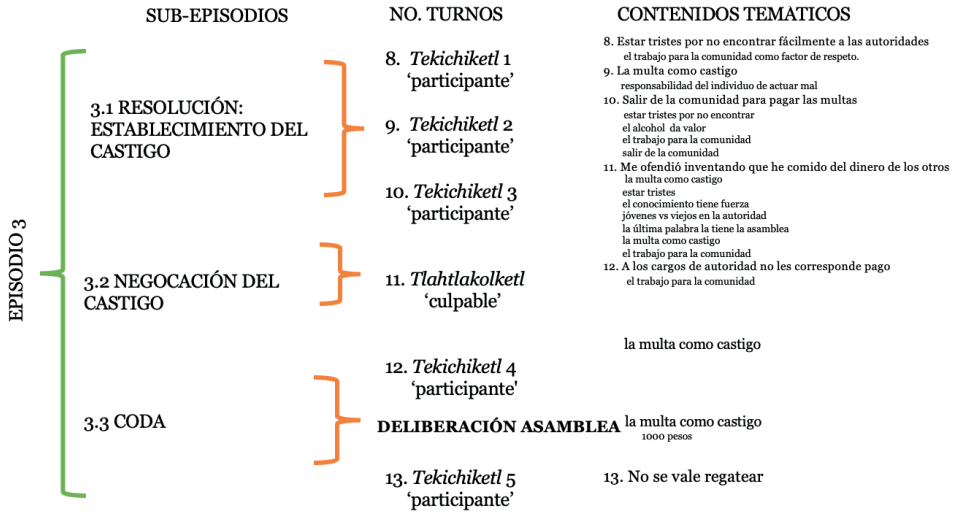 SUB-EPISODIOS
NO. TURNOS
CONTENIDOS TEMATICOS
EPISODIO 3
3.1 RESOLUCIÓN:
ESTABLECIMIENTO DEL
CASTIGO
3.2 NEGOCACIÓN DEL
CASTIGO
3.3 CODA
8. Tekichiketl 1
‘participante’
9. Tekichiketl 2
‘participante’
10. Tekichiketl 3
‘participante’
11. Tlahtlakolketl
‘culpable’
12. Tekichiketl 4
‘participante'
DELIBERACIÓN ASAMBLEA
13. Tekichiketl 5
‘participante’
8. Estar tristes por no encontrar fácilmente a las autoridades
el trabajo para la comunidad como factor de respeto.
9. La multa como castigo
responsabilidad del individuo de actuar mal
10. Salir de la comunidad para pagar las multas
estar tristes por no encontrar
el alcohol da valor
el trabajo para la comunidad
salir de la comunidad
11. Me ofendió inventando que he comido del dinero de los otros
la multa como castigo
estar tristes
el conocimiento tiene fuerza
jóvenes vs viejos en la autoridad
la última palabra la tiene la asamblea
la multa como castigo
el trabajo para la comunidad
12. A los cargos de autoridad no les corresponde pago
el trabajo para la comunidad
la multa como castigo
la multa como castigo
1000 pesos
13. No se vale regatear